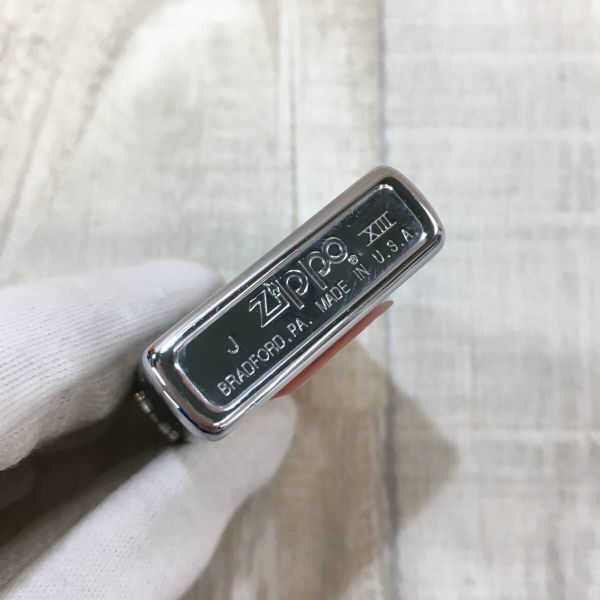 J Zippo ® XIII
BRADFORD, PA. MADE IN U.S.A.